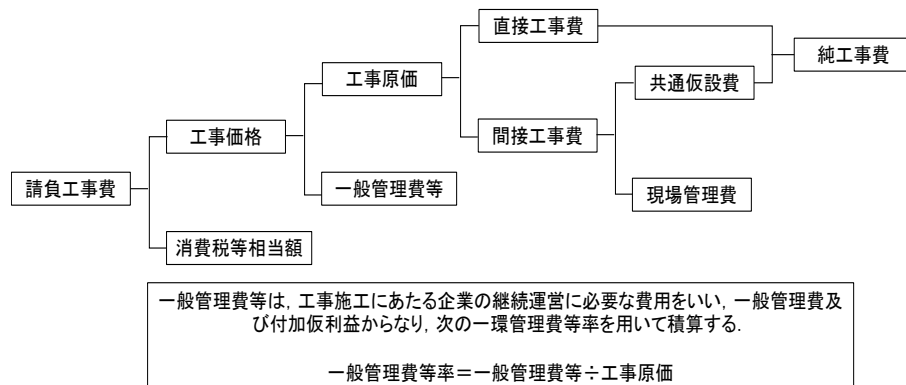 直接工事費
純工事費
工事原価
共通仮設費
工事価格
間接工事費
請負工事費
一般管理費等
現場管理費
消費税等相当額
一般管理費等は，工事施工にあたる企業の継続運営に必要な費用をいい，一般管理費及
び付加仮利益からなり，次の一環管理費等率を用いて積算する．
一般管理費等率＝一般管理費等÷工事原価